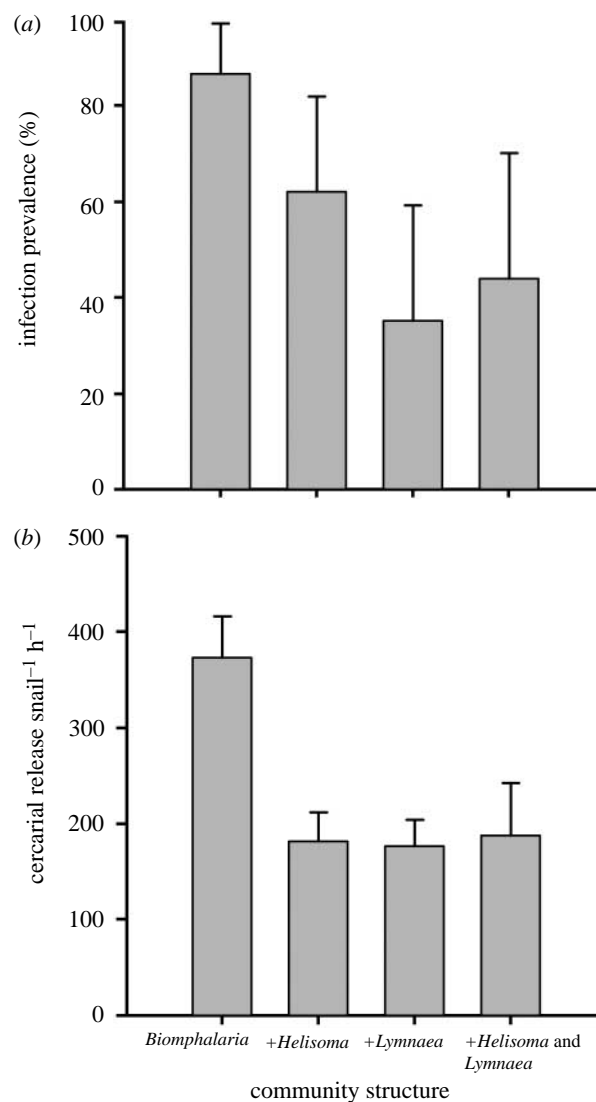 (a)
100
80
60
40
20
0
infection prevalence (%)
(b)
500
400
300
200
100
0
cercarial release snail⁻¹ h⁻¹
Biomphalaria
+Helisoma
+Lymnaea
+Helisoma and
Lymnaea
community structure